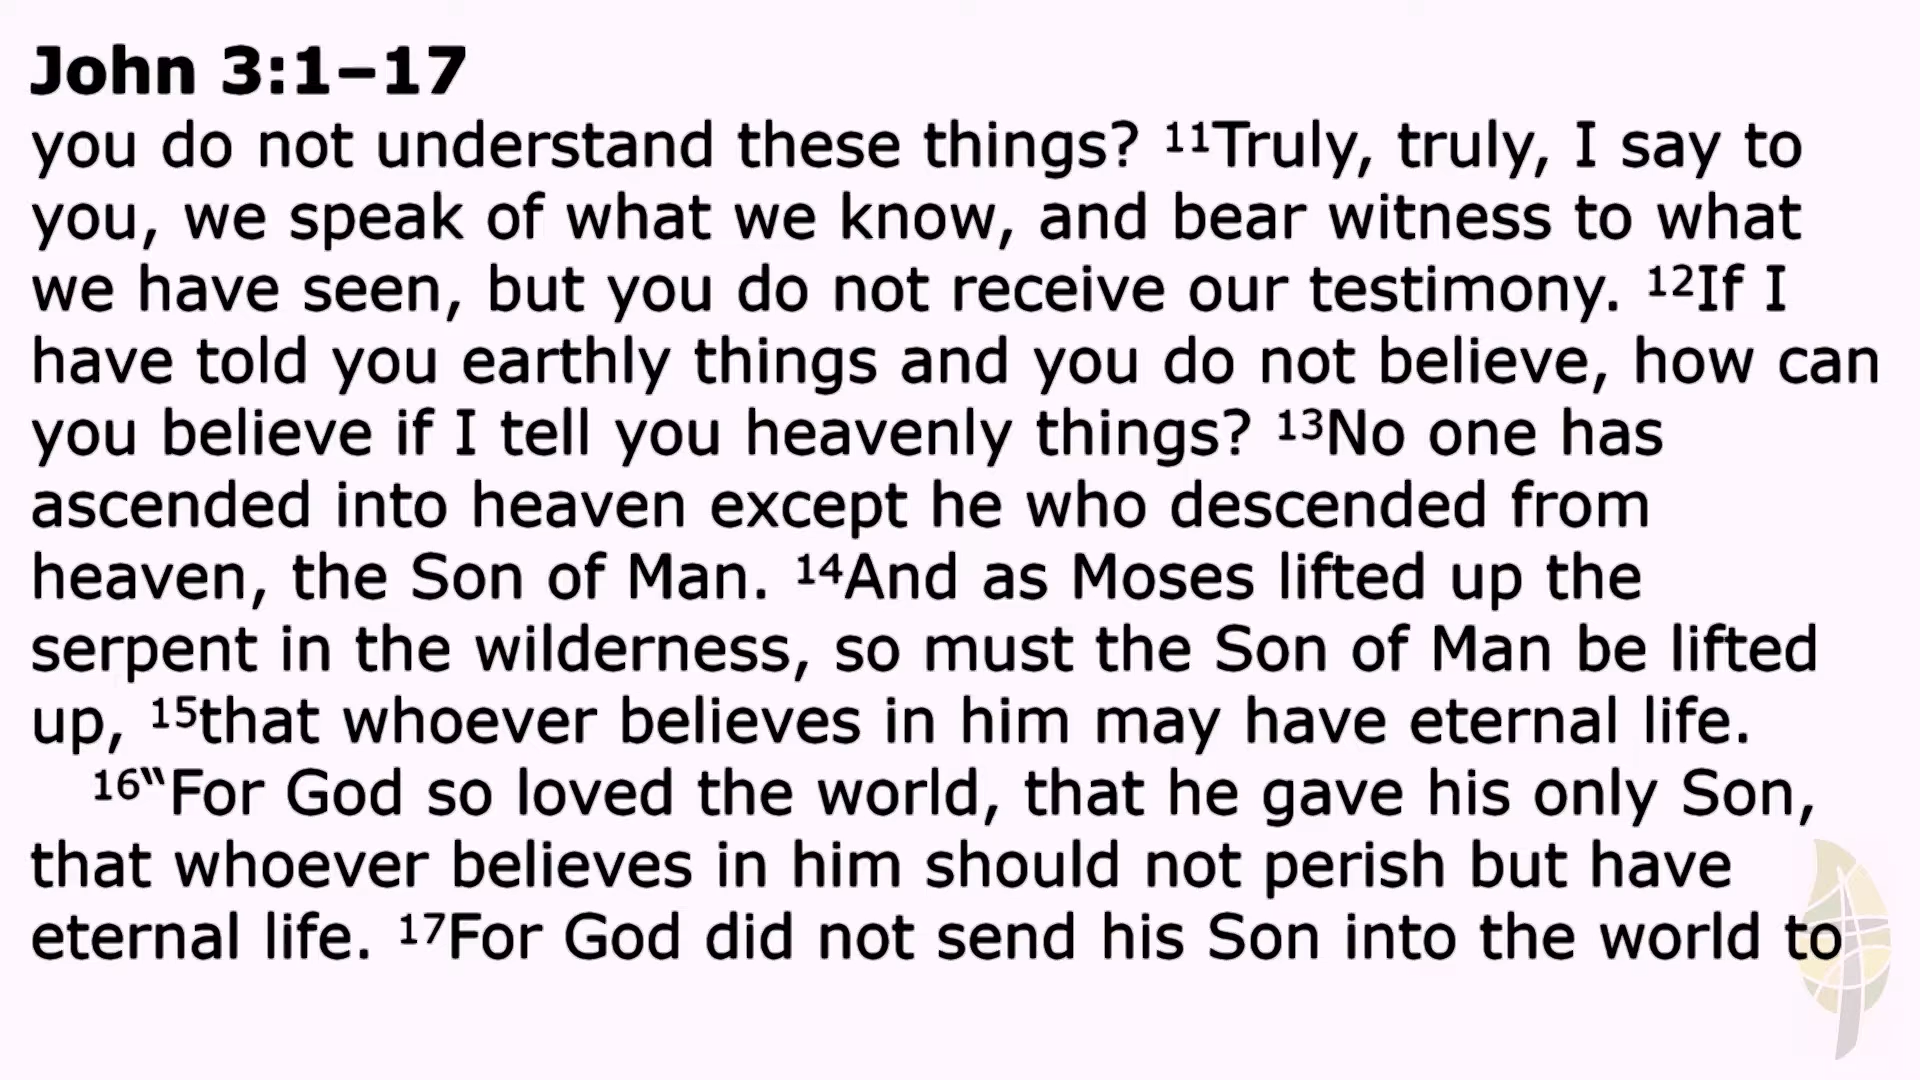 John 3:1–17
you do not understand these things? ¹¹Truly, truly, I say to
you, we speak of what we know, and bear witness to what
we have seen, but you do not receive our testimony. ¹²If I
have told you earthly things and you do not believe, how can
you believe if I tell you heavenly things? ¹³No one has
ascended into heaven except he who descended from
heaven, the Son of Man. ¹⁴And as Moses lifted up the
serpent in the wilderness, so must the Son of Man be lifted
up, ¹⁵that whoever believes in him may have eternal life.
¹⁶“For God so loved the world, that he gave his only Son,
that whoever believes in him should not perish but have
eternal life. ¹⁷For God did not send his Son into the world to